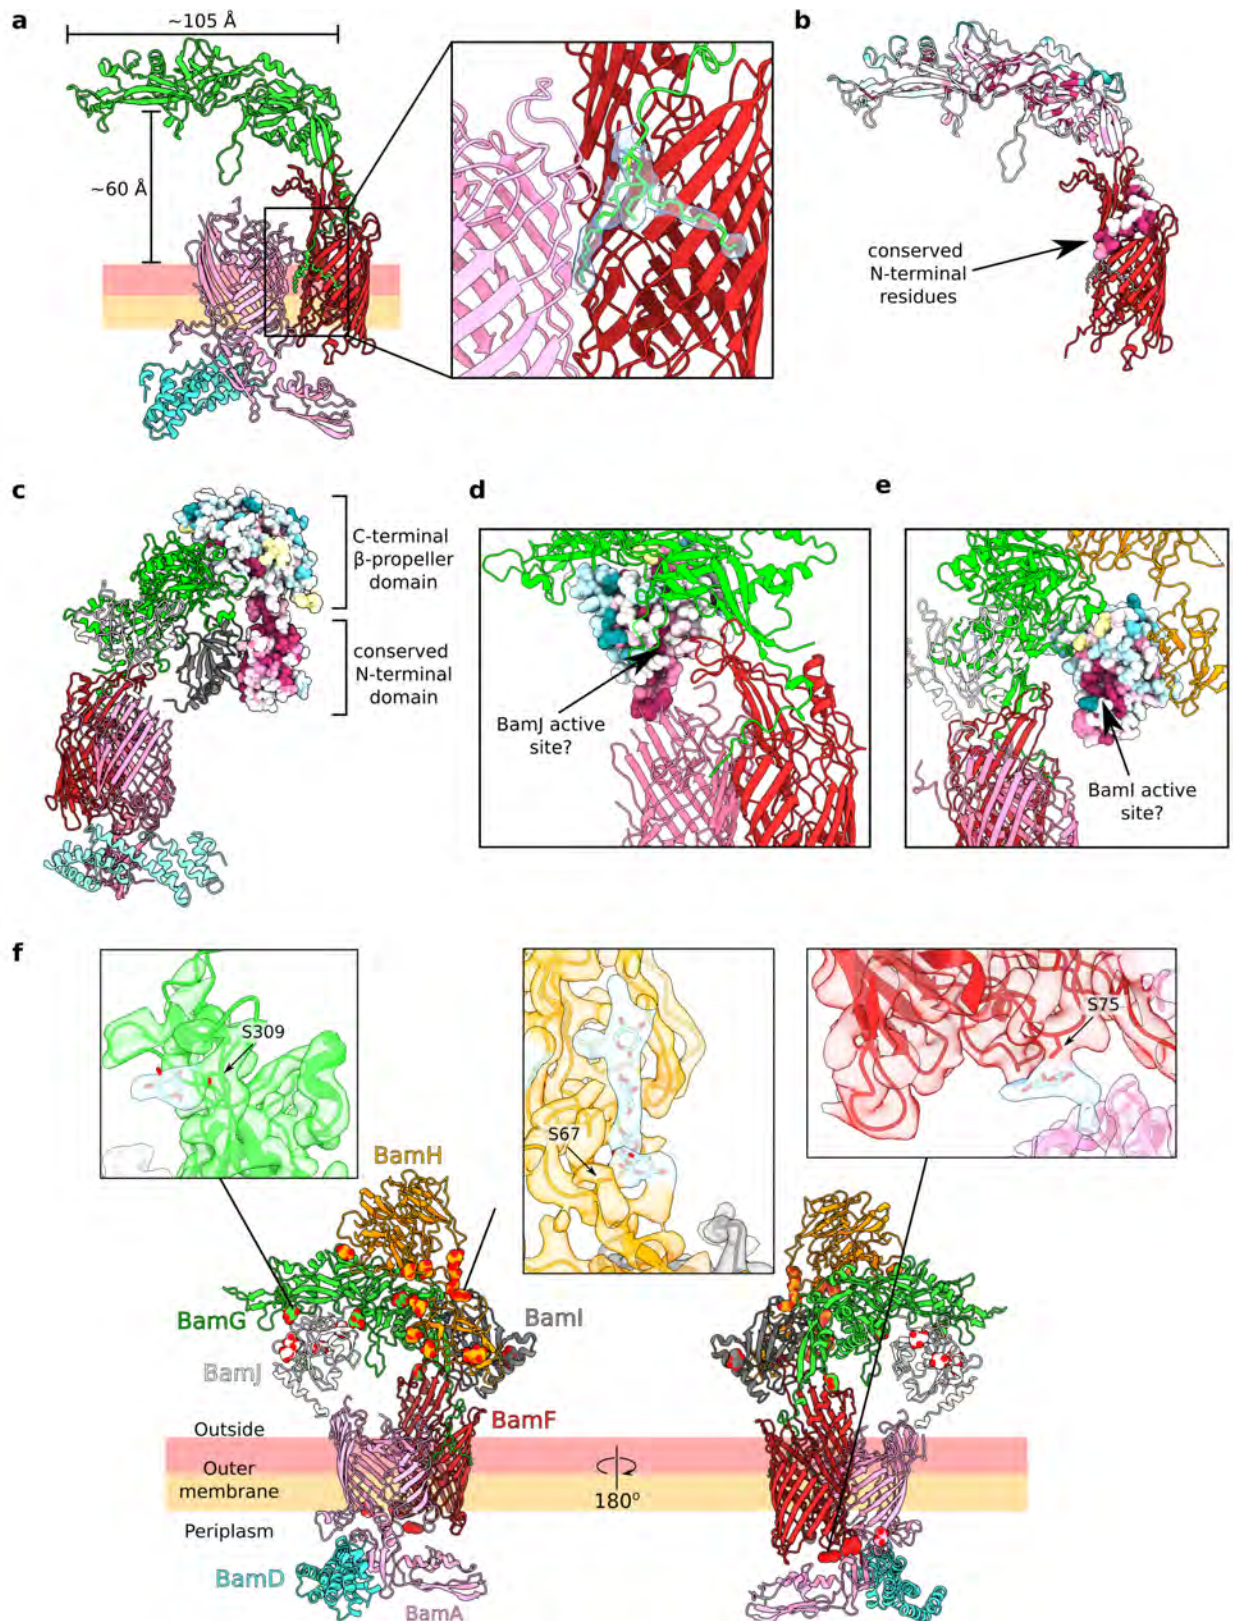 a
~105 Å
~60 Å
b
conserved
N-terminal
residues
c
C-terminal
β-propeller
domain
conserved
N-terminal
domain
d
BamJ active
site?
e
BamI active
site?
f
S309
S67
S75
BamH
BamG
BamI
BamJ
BamF
Outside
Outer
membrane
Periplasm
180°
BamD
BamA